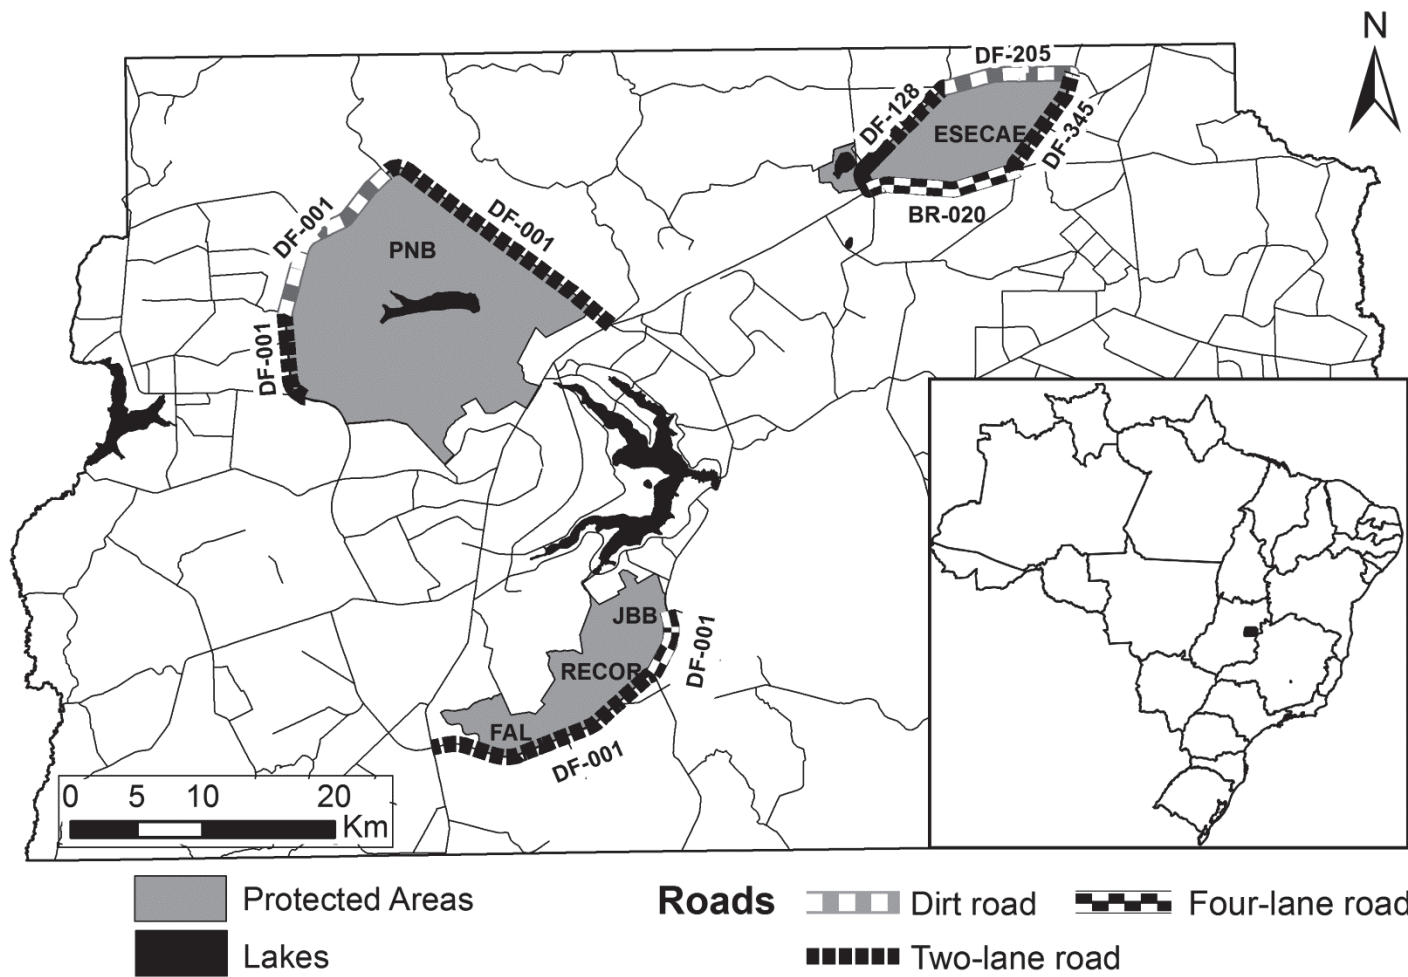 N
DF-205
DF-128
ESECAE
DF-345
BR-020
DF-001
DF-001
PNB
DF-001
JBB
DF-001
RECOR
FAL
DF-001
0 5 10 20
Km
Protected Areas
Lakes
Roads
Dirt road
Four-lane road
Two-lane road